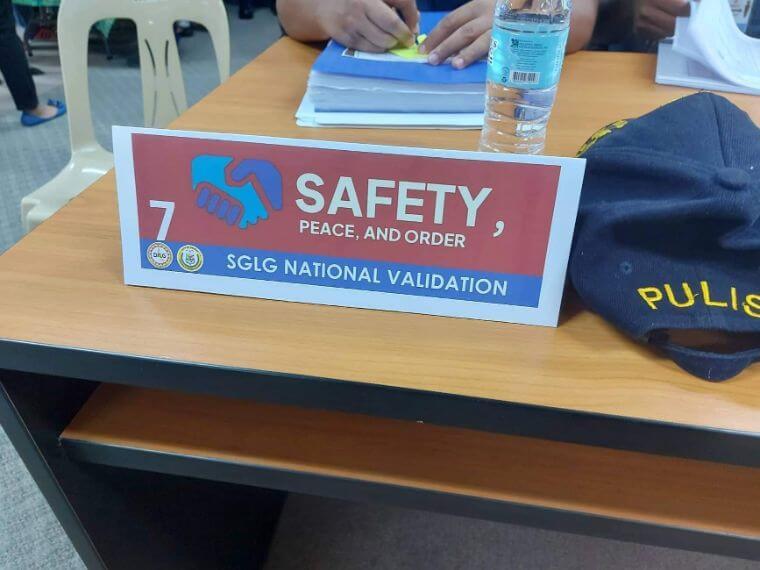 7
SAFETY,
PEACE, AND ORDER
SGLG NATIONAL VALIDATION
PULIS